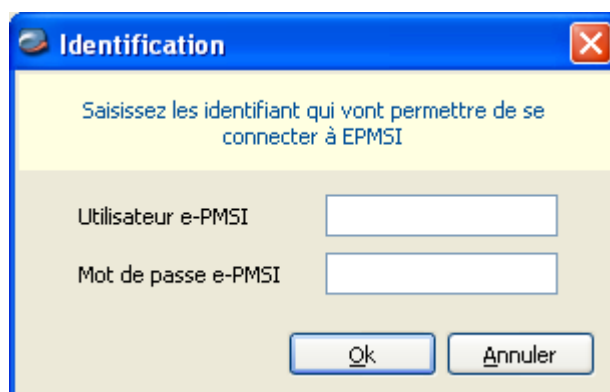 Identification
Saisissez les identifiant qui vont permettre de se
connecter à EPMSI
Utilisateur e-PMSI
Mot de passe e-PMSI
Ok Annuler